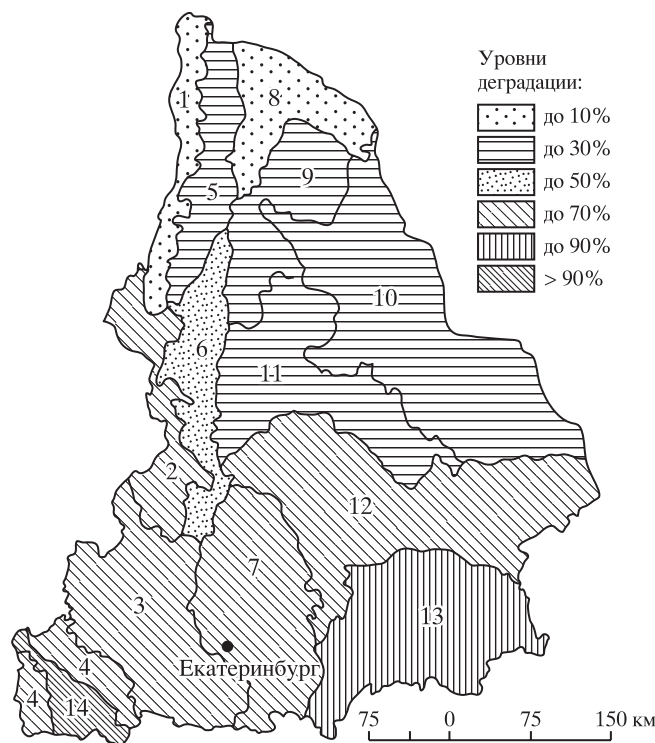 Уровни
деградации:
до 10%
до 30%
до 50%
до 70%
до 90%
> 90%
1
8
5
9
10
6
11
2
12
7
3
13
Екатеринбург
4
4
14
75 0 75 150 км